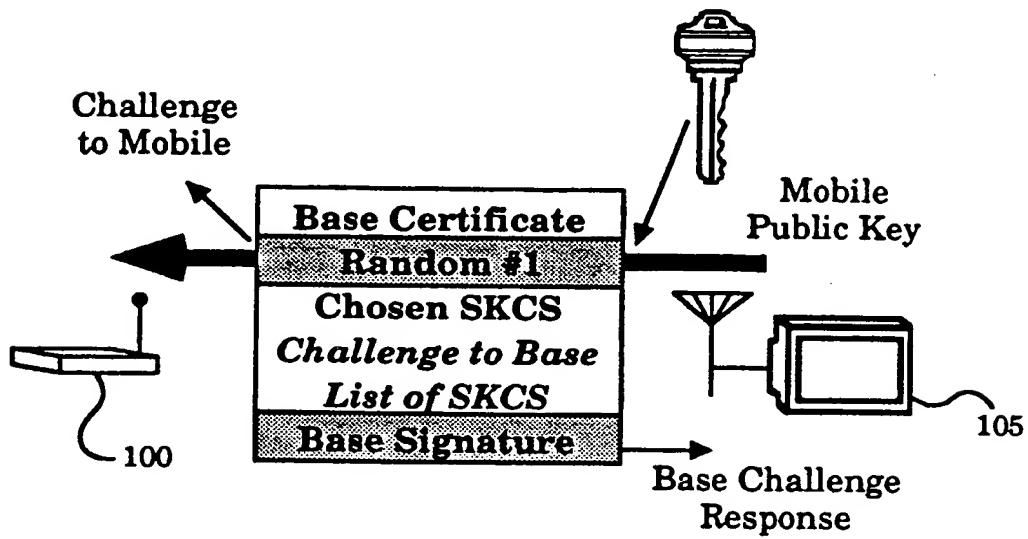 Challenge
to Mobile
Mobile
Public Key
Base Certificate
Random #1
Chosen SKCS
Challenge to Base
List of SKCS
Base Signature
100
105
Base Challenge
Response